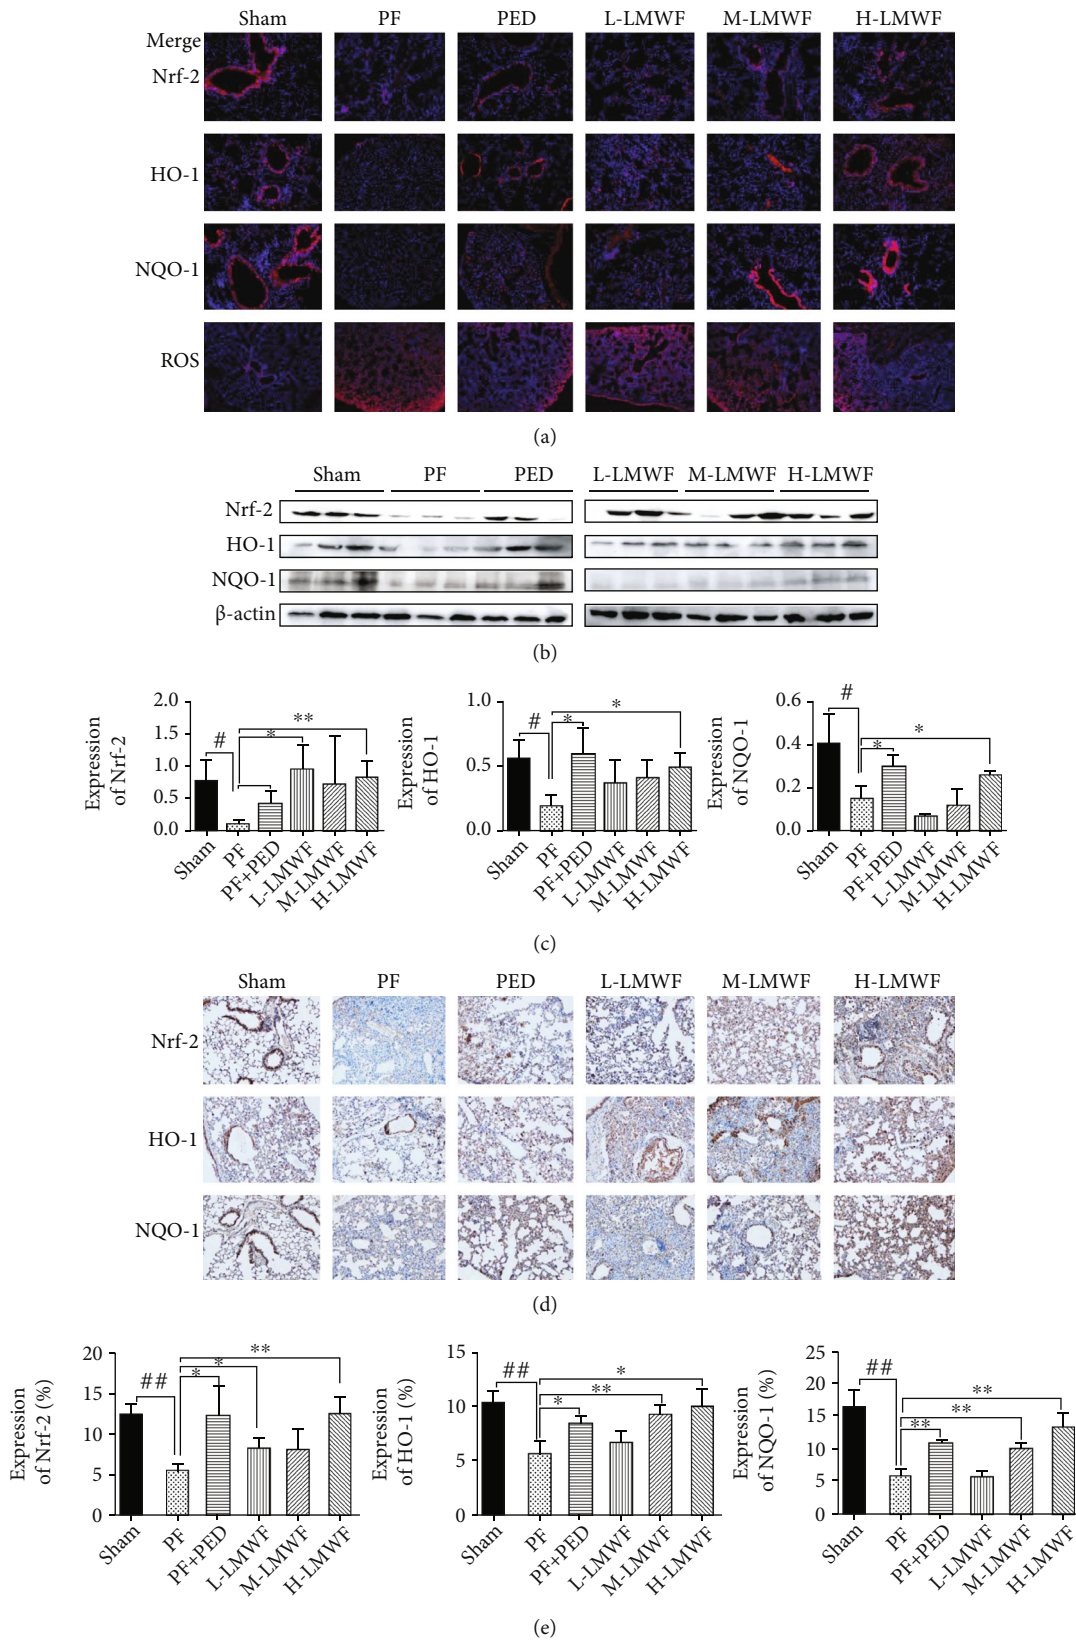 Sham PF PED L-LMWF M-LMWF H-LMWF
Merge
Nrf-2
HO-1
NQO-1
ROS
(a)
Sham PF PED L-LMWF M-LMWF H-LMWF
Nrf-2
HO-1
NQO-1
β-actin
(b)
Expression of Nrf-2
2.0
1.5
1.0
0.5
0.0
#
*
**
Sham PF PF+PED L-LMWF M-LMWF H-LMWF
Expression of HO-1
1.0
0.5
0.0
#
*
*
Sham PF PF+PED L-LMWF M-LMWF H-LMWF
Expression of NQO-1
0.6
0.4
0.2
0.0
#
*
*
Sham PF PF+PED L-LMWF M-LMWF H-LMWF
(c)
Sham PF PED L-LMWF M-LMWF H-LMWF
Nrf-2
HO-1
NQO-1
(d)
Expression of Nrf-2 (%)
20
15
10
5
0
##
*
*
**
Sham PF PF+PED L-LMWF M-LMWF H-LMWF
Expression of HO-1 (%)
15
10
5
0
##
*
**
*
Sham PF PF+PED L-LMWF M-LMWF H-LMWF
Expression of NQO-1 (%)
25
20
15
10
5
0
##
**
**
**
Sham PF PF+PED L-LMWF M-LMWF H-LMWF
(e)